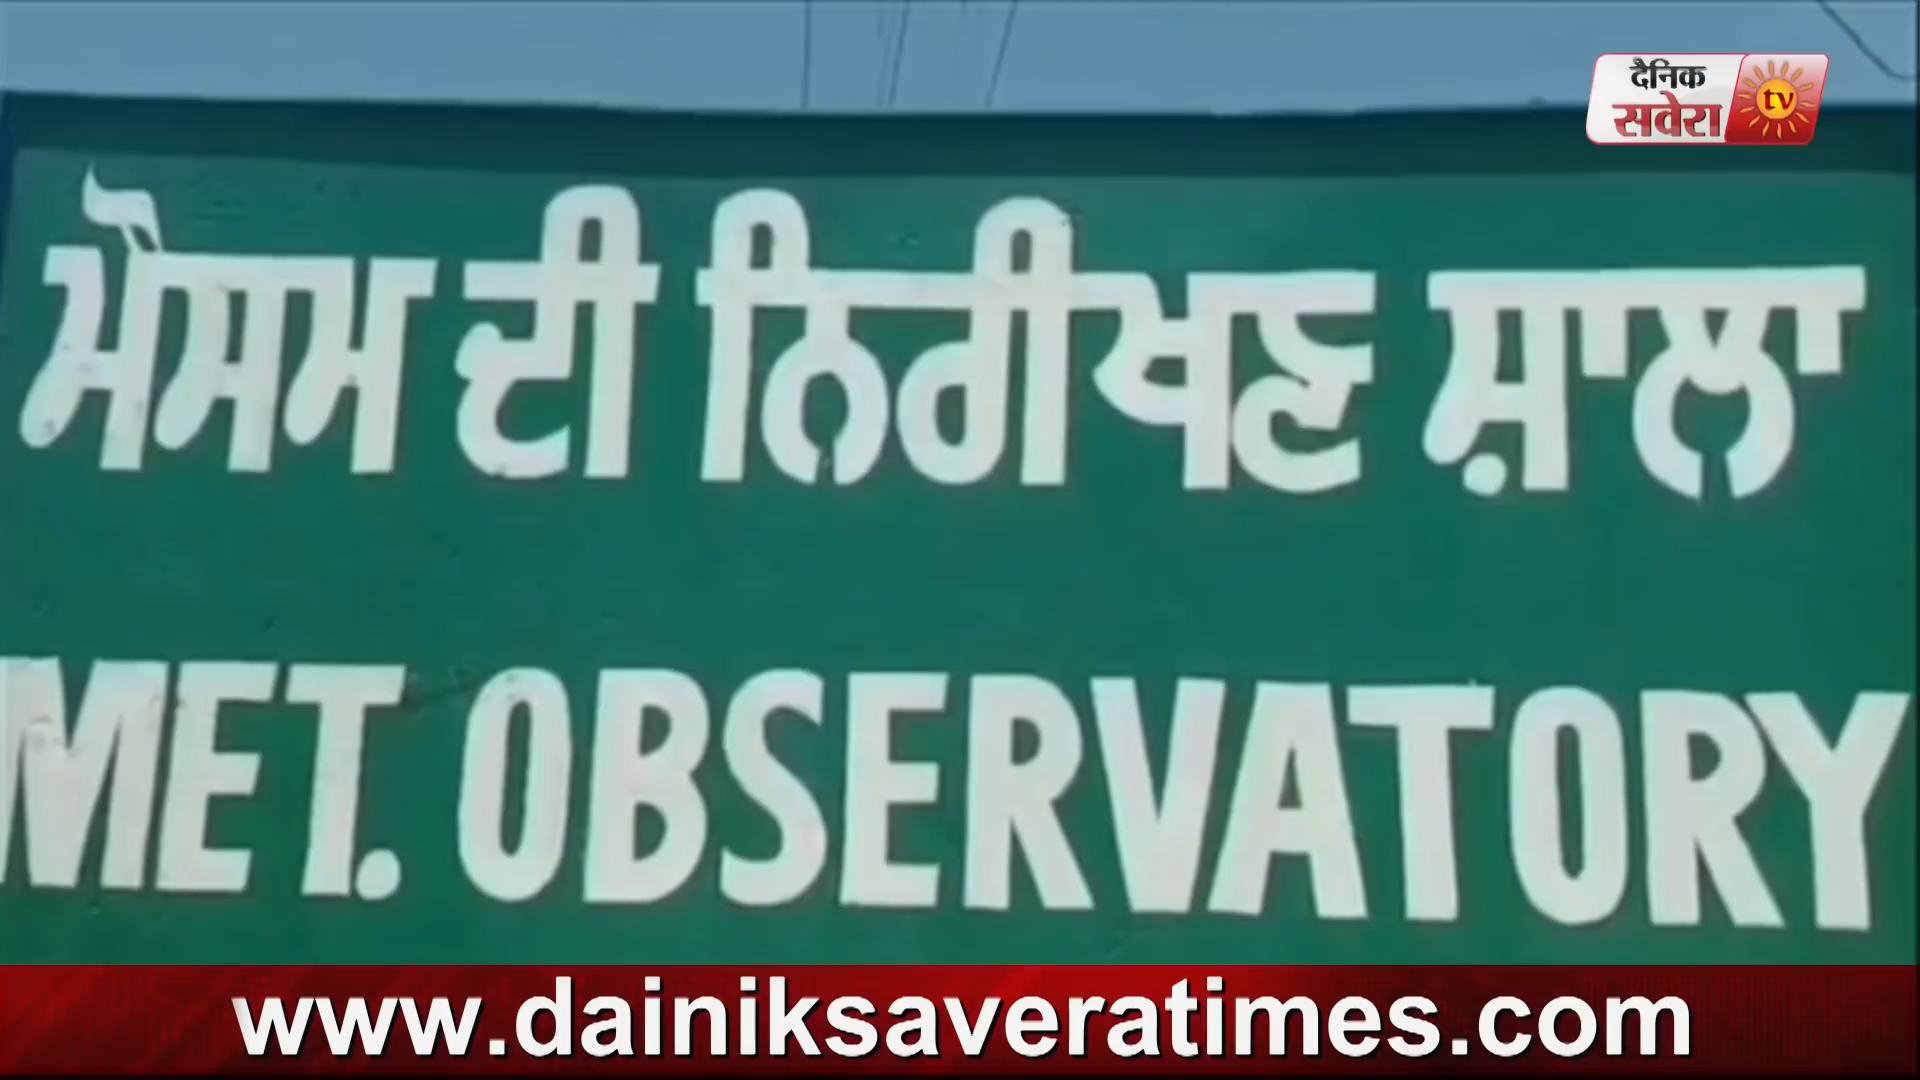 दैनिक
सवेरा tv
ਮੌਸਮ ਦੀ ਨਿਰੀਖਣ ਸ਼ਾਲਾ
MET. OBSERVATORY
www.dainiksaveratimes.com